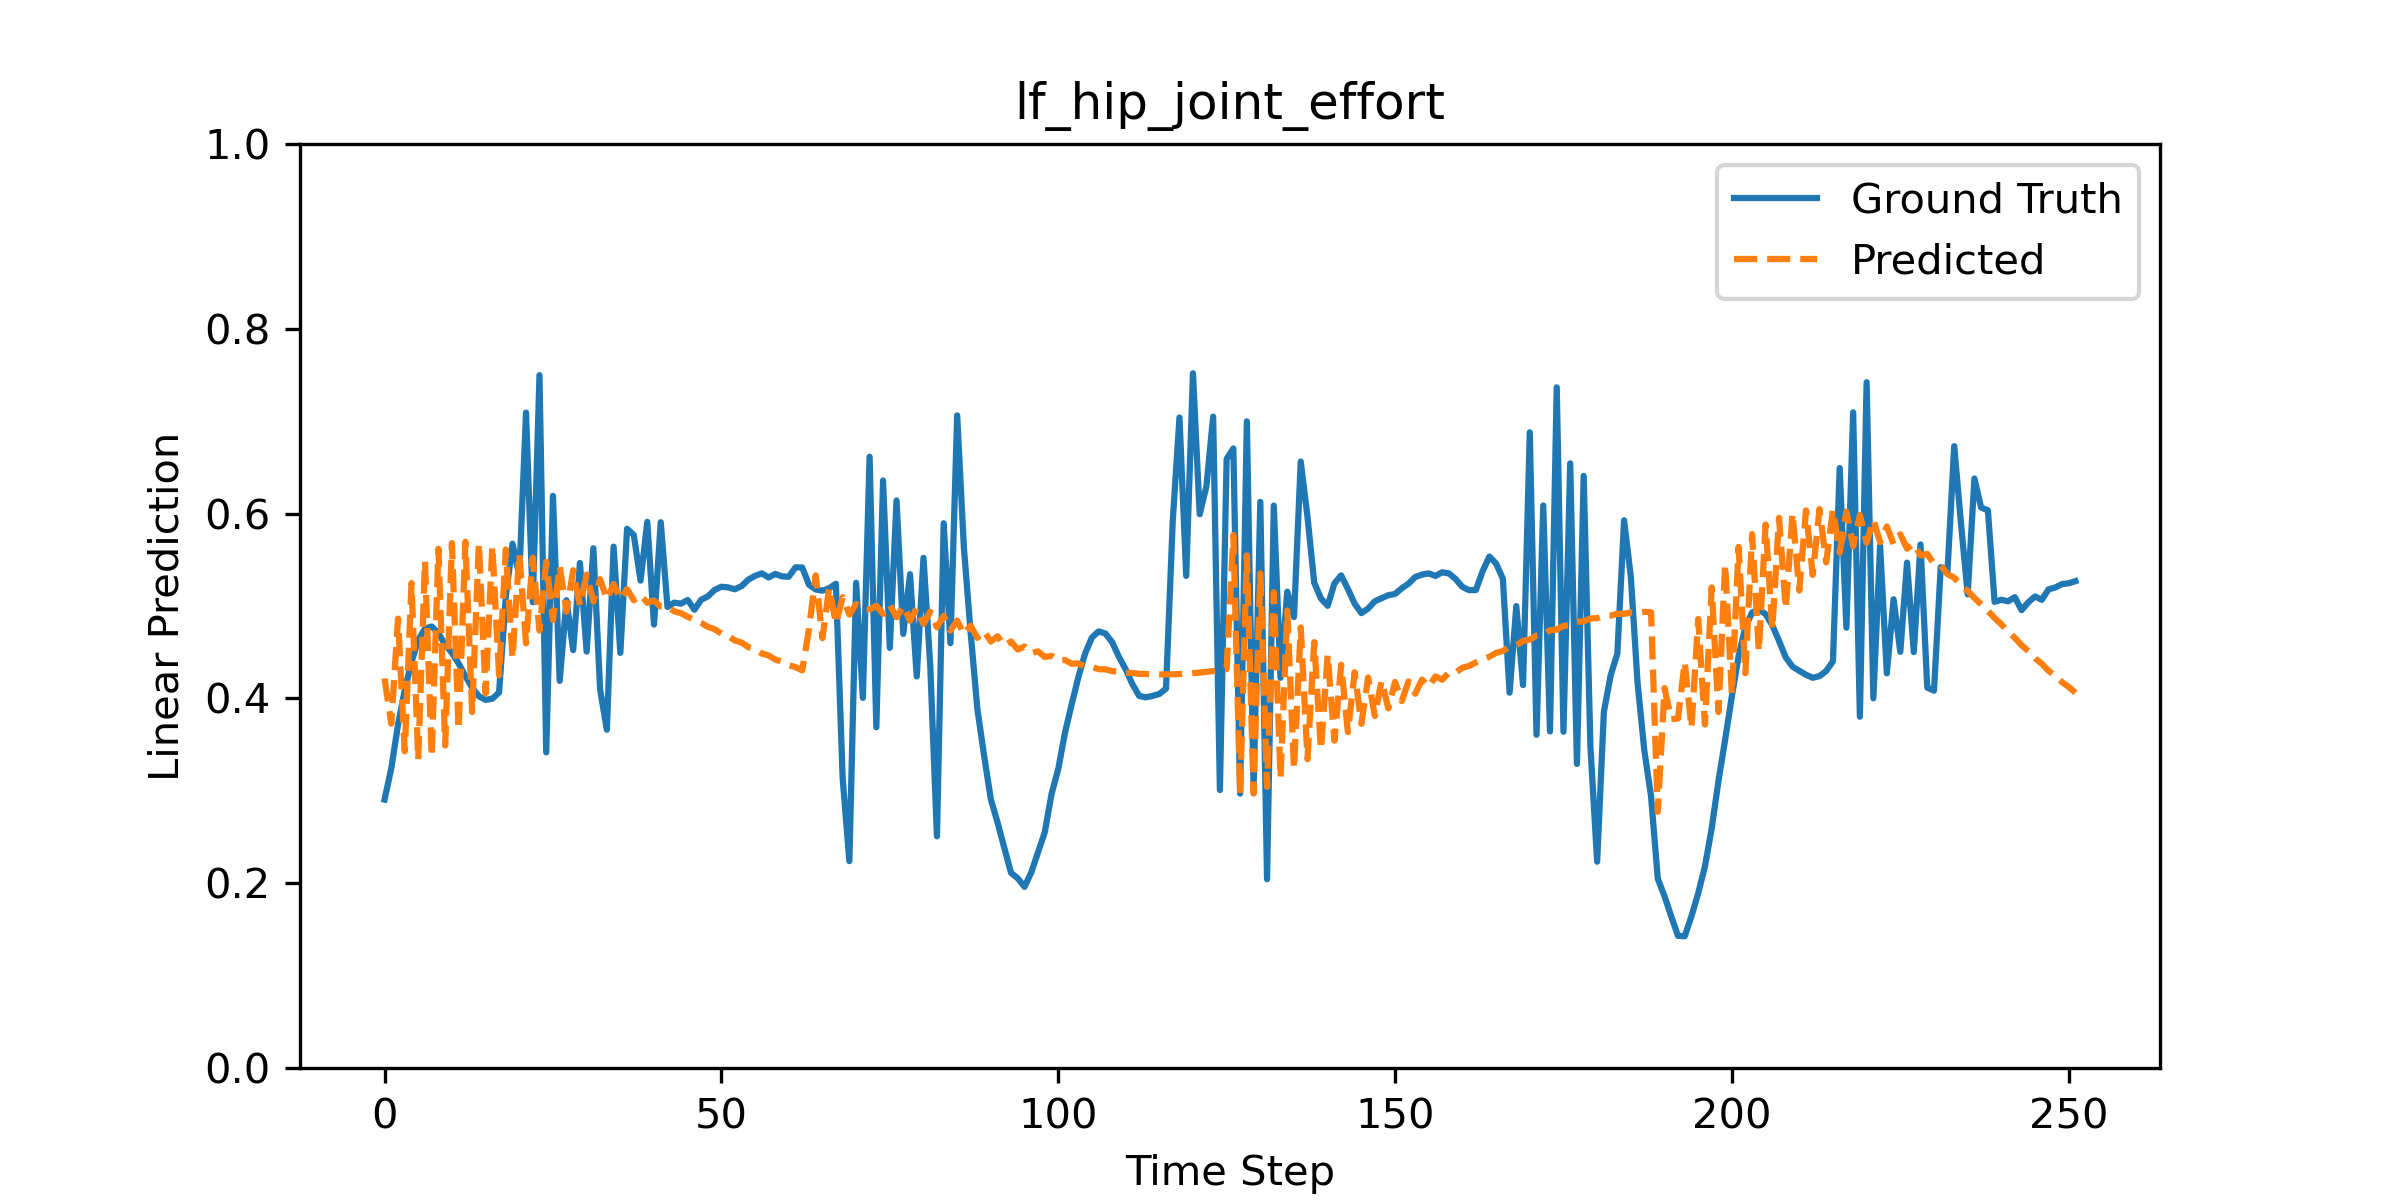 lf_hip_joint_effort
1.0
0.8
0.6
0.4
0.2
0.0
Linear Prediction
Ground Truth
Predicted
0 50 100 150 200 250
Time Step